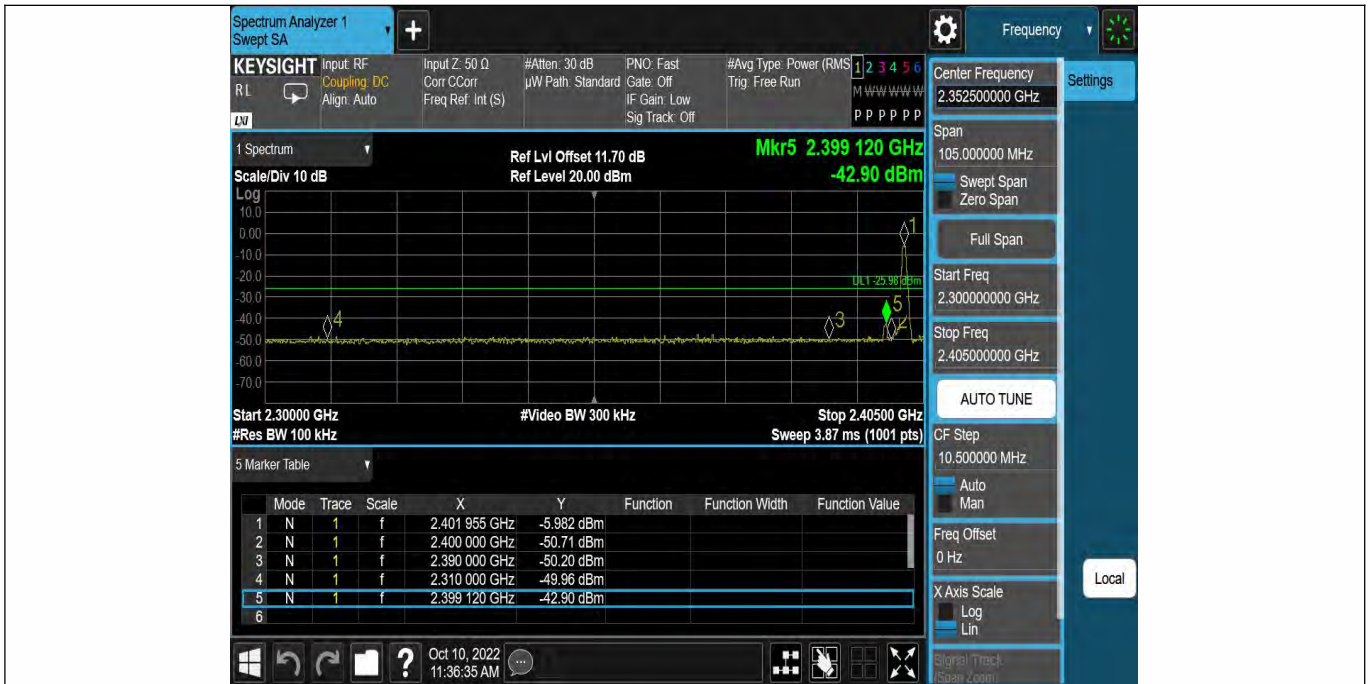 Spectrum Analyzer 1
Swept SA
+
Frequency
KEYSIGHT
RL
LXI
Input: RF
Coupling: DC
Align: Auto
Input Z: 50 Ω
Corr CCorr
Freq Ref: Int (S)
#Atten: 30 dB
µW Path: Standard
PNO: Fast
Gate: Off
IF Gain: Low
Sig Track: Off
#Avg Type: Power (RMS
Trig: Free Run
1 2 3 4 5 6
M W W W W W
P P P P P P
1 Spectrum
Scale/Div 10 dB
Ref Lvl Offset 11.70 dB
Ref Level 20.00 dBm
Mkr5 2.399 120 GHz
-42.90 dBm
Log
10.0
0.00
-10.0
-20.0
-30.0
-40.0
-50.0
-60.0
-70.0
DL1 -25.98 dBm
1
5
4
3
2
Start 2.30000 GHz
#Video BW 300 kHz
Stop 2.40500 GHz
#Res BW 100 kHz
Sweep 3.87 ms (1001 pts)
5 Marker Table
Mode Trace Scale X Y Function Function Width Function Value
1 N 1 f 2.401 955 GHz -5.982 dBm
2 N 1 f 2.400 000 GHz -50.71 dBm
3 N 1 f 2.390 000 GHz -50.20 dBm
4 N 1 f 2.310 000 GHz -49.96 dBm
5 N 1 f 2.399 120 GHz -42.90 dBm
6
?
Oct 10, 2022
11:36:35 AM
Center Frequency
2.352500000 GHz
Settings
Span
105.000000 MHz
Swept Span
Zero Span
Full Span
Start Freq
2.300000000 GHz
Stop Freq
2.405000000 GHz
AUTO TUNE
CF Step
10.500000 MHz
Auto
Man
Freq Offset
0 Hz
Local
X Axis Scale
Log
Lin
Signal Track
(Span Zoom)